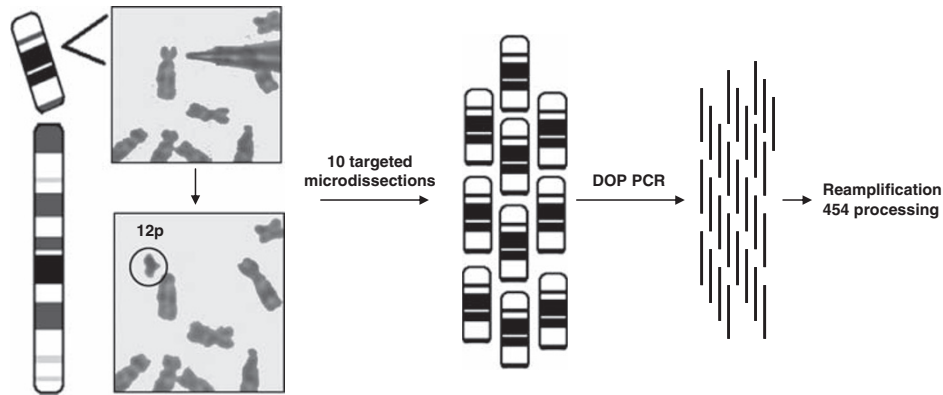 12p
10 targeted
microdissections
DOP PCR
Reamplification
454 processing